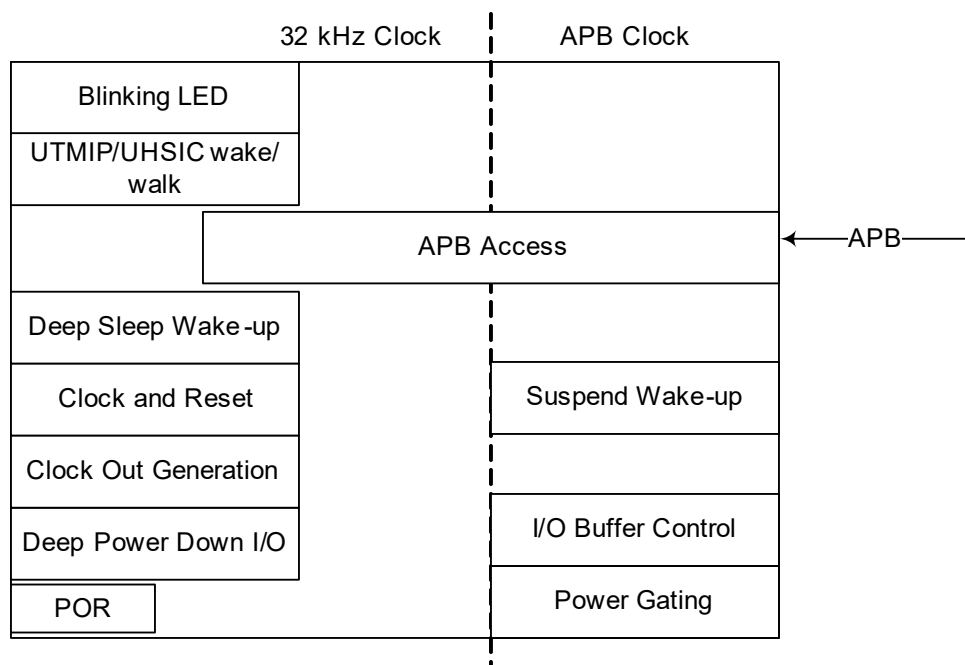 32 kHz Clock
APB Clock
Blinking LED
UTMIP/UHSIC wake/
walk
APB Access
APB
Deep Sleep Wake-up
Clock and Reset
Suspend Wake-up
Clock Out Generation
Deep Power Down I/O
I/O Buffer Control
POR
Power Gating